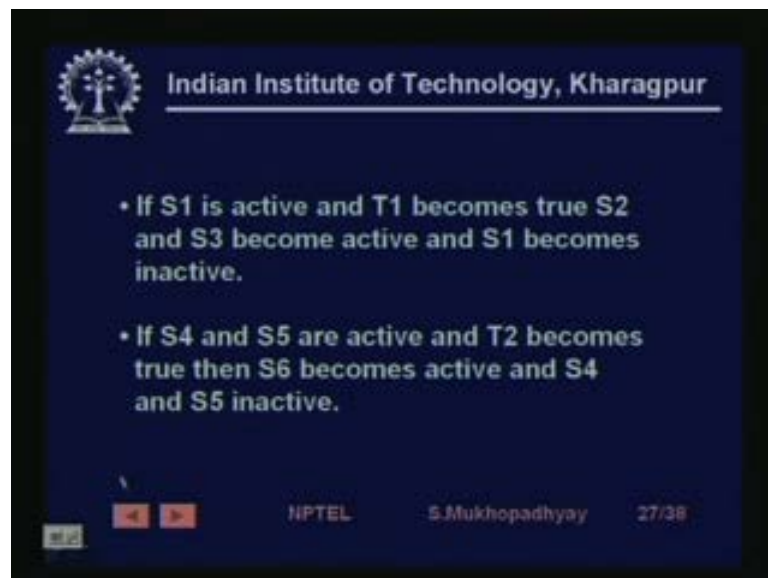 Indian Institute of Technology, Kharagpur
• If S1 is active and T1 becomes true S2
and S3 become active and S1 becomes
inactive.
• If S4 and S5 are active and T2 becomes
true then S6 becomes active and S4
and S5 inactive.
NPTEL S.Mukhopadhyay 27/38